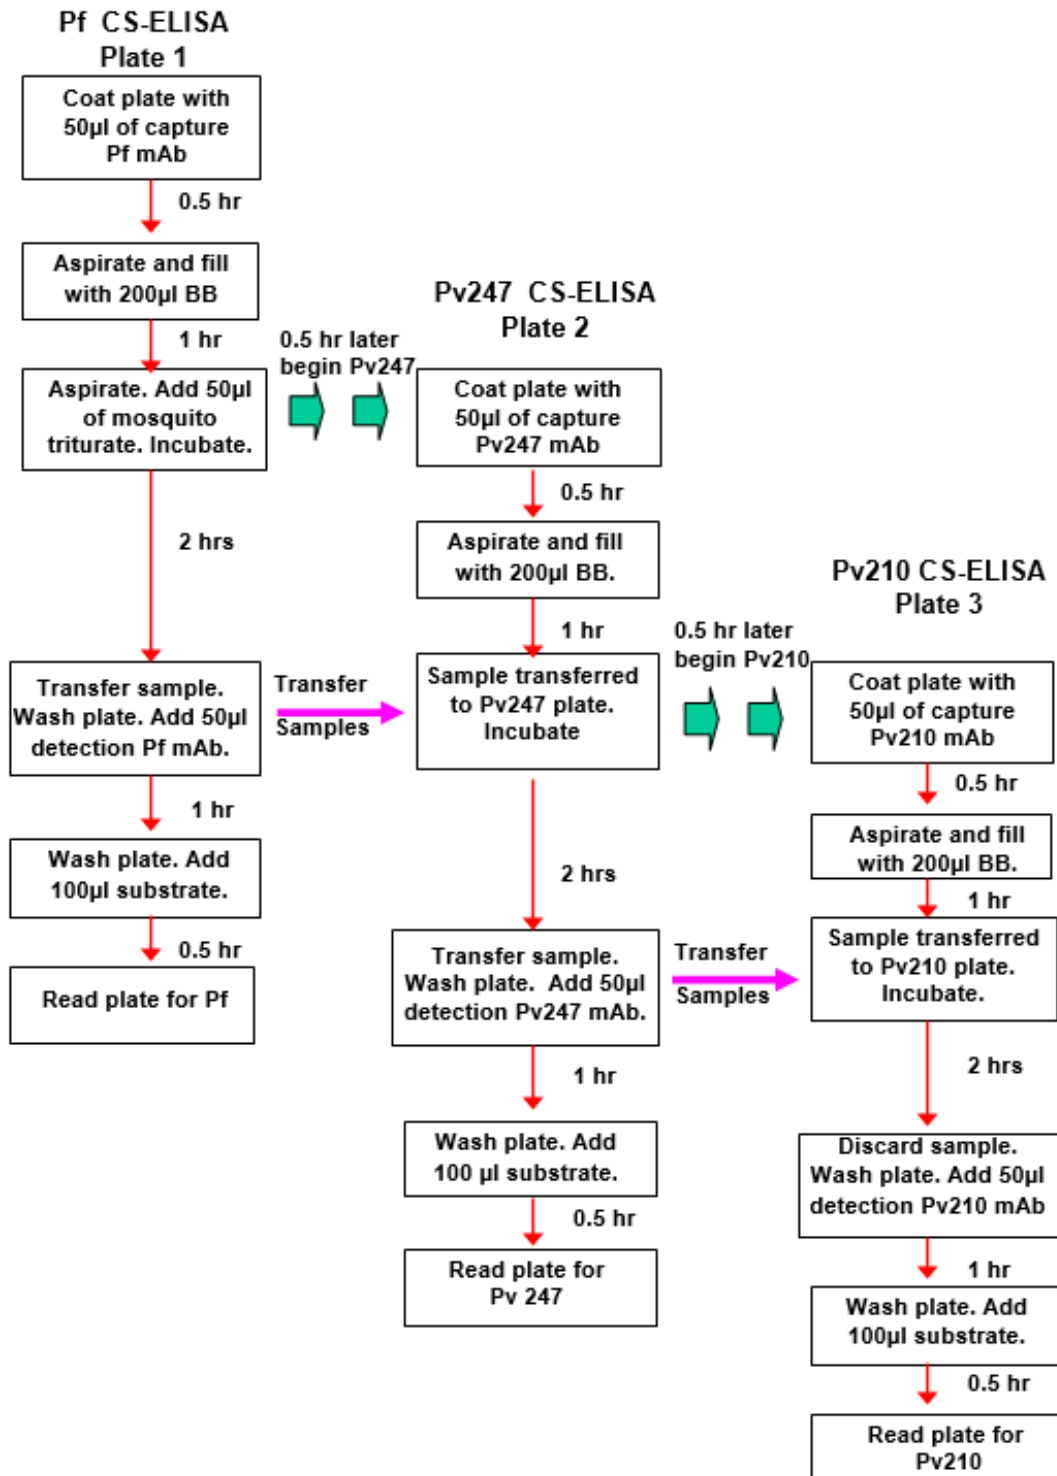 Pf CS-ELISA
Plate 1
Coat plate with
50µl of capture
Pf mAb
0.5 hr
Aspirate and fill
with 200µl BB
1 hr
Aspirate. Add 50µl
of mosquito
triturate. Incubate.
2 hrs
Transfer sample.
Wash plate. Add 50µl
detection Pf mAb.
1 hr
Wash plate. Add
100µl substrate.
0.5 hr
Read plate for Pf
0.5 hr later
begin Pv247
Transfer
Samples
Pv247 CS-ELISA
Plate 2
Coat plate with
50µl of capture
Pv247 mAb
0.5 hr
Aspirate and fill
with 200µl BB.
1 hr
Sample transferred
to Pv247 plate.
Incubate
2 hrs
Transfer sample.
Wash plate. Add 50µl
detection Pv247 mAb.
1 hr
Wash plate. Add
100 µl substrate.
0.5 hr
Read plate for
Pv 247
0.5 hr later
begin Pv210
Transfer
Samples
Pv210 CS-ELISA
Plate 3
Coat plate with
50µl of capture
Pv210 mAb
0.5 hr
Aspirate and fill
with 200µl BB.
1 hr
Sample transferred
to Pv210 plate.
Incubate.
2 hrs
Discard sample.
Wash plate. Add 50µl
detection Pv210 mAb
1 hr
Wash plate. Add
100µl substrate.
0.5 hr
Read plate for
Pv210